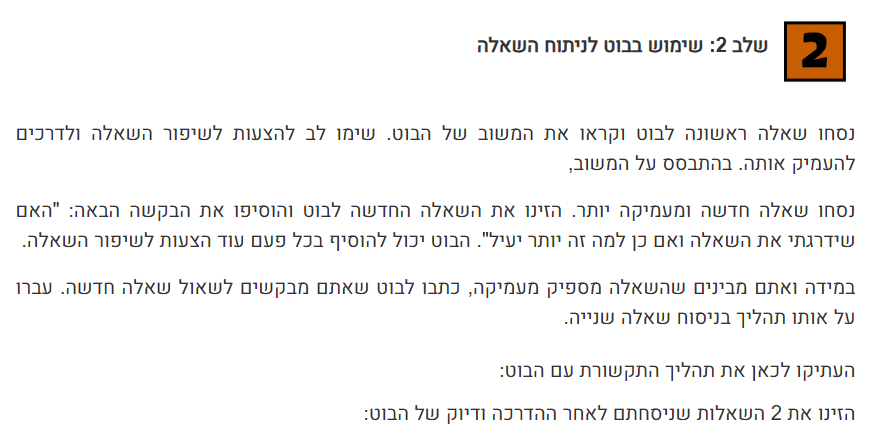 2
שלב 2: שימוש בבוט לניתוח השאלה
נסחו שאלה ראשונה לבוט וקראו את המשוב של הבוט. שימו לב להצעות לשיפור השאלה ולדרכים
להעמיק אותה. בהתבסס על המשוב,
נסחו שאלה חדשה ומעמיקה יותר. הזינו את השאלה החדשה לבוט והוסיפו את הבקשה הבאה: "האם
שידרגתי את השאלה ואם כן למה זה יותר יעיל". הבוט יכול להוסיף בכל פעם עוד הצעות לשיפור השאלה.
במידה ואתם מבינים שהשאלה מספיק מעמיקה, כתבו לבוט שאתם מבקשים לשאול שאלה חדשה. עברו
על אותו תהליך בניסוח שאלה שנייה.
העתיקו לכאן את תהליך התקשורת עם הבוט:
הזינו את 2 השאלות שניסחתם לאחר ההדרכה ודיוק של הבוט: